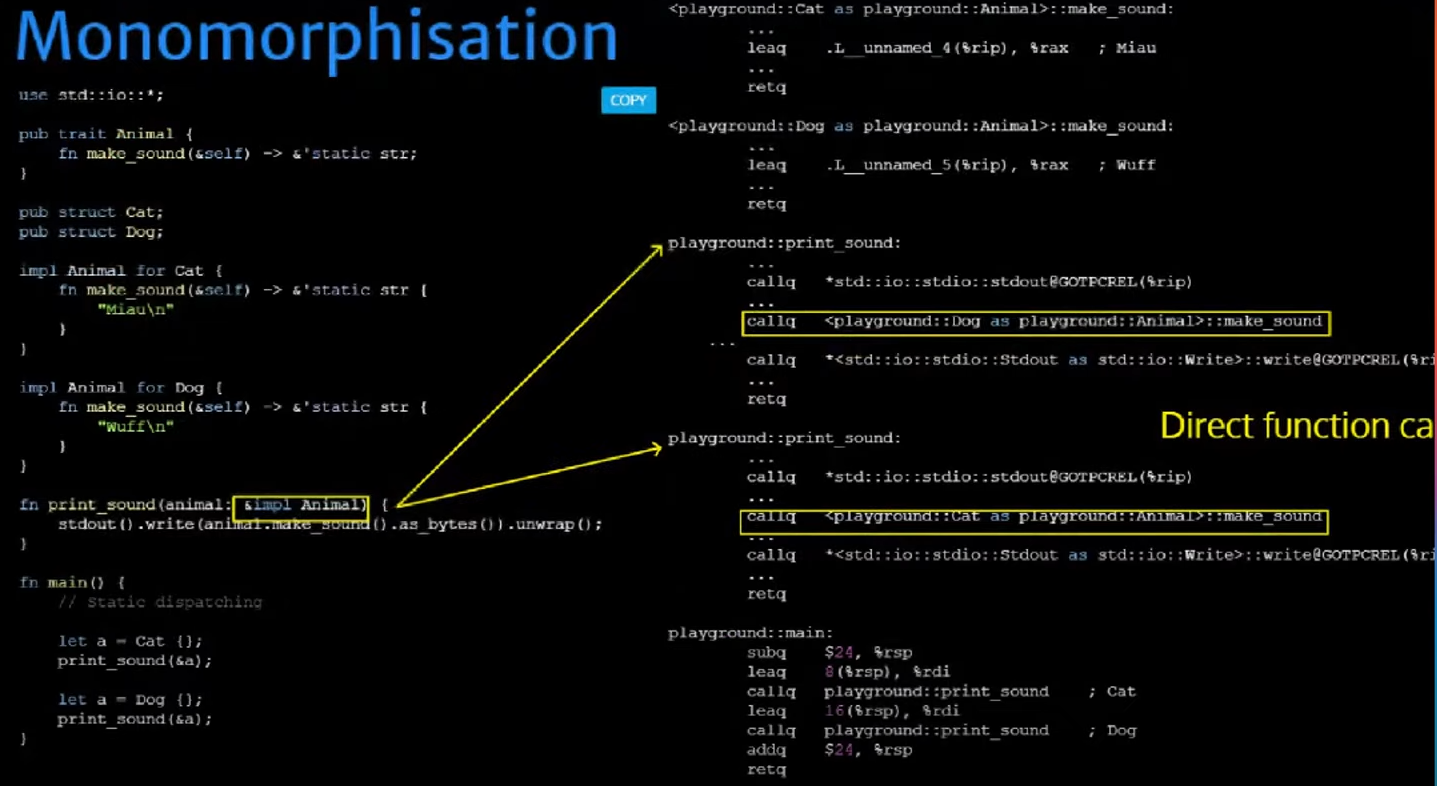 Monomorphisation
use std::io::*;
COPY
pub trait Animal {
fn make_sound(&self) -> &'static str;
}
pub struct Cat;
pub struct Dog;
impl Animal for Cat {
fn make_sound(&self) -> &'static str {
"Miau\n"
}
}
impl Animal for Dog {
fn make_sound(&self) -> &'static str {
"Wuff\n"
}
}
fn print_sound(animal: &impl Animal) {
stdout().write(animal.make_sound().as_bytes()).unwrap();
}
fn main() {
// Static dispatching
let a = Cat {};
print_sound(&a);
let a = Dog {};
print_sound(&a);
}
<playground::Cat as playground::Animal>::make_sound:
...
leaq .L__unnamed_4(%rip), %rax ; Miau
...
retq
<playground::Dog as playground::Animal>::make_sound:
...
leaq .L__unnamed_5(%rip), %rax ; Wuff
...
retq
playground::print_sound:
...
callq *std::io::stdio::stdout@GOTPCREL(%rip)
...
callq <playground::Dog as playground::Animal>::make_sound
...
callq *<std::io::stdio::Stdout as std::io::Write>::write@GOTPCREL(%ri
...
retq
Direct function ca
playground::print_sound:
...
callq *std::io::stdio::stdout@GOTPCREL(%rip)
...
callq <playground::Cat as playground::Animal>::make_sound
...
callq *<std::io::stdio::Stdout as std::io::Write>::write@GOTPCREL(%ri
...
retq
playground::main:
subq $24, %rsp
leaq 8(%rsp), %rdi
callq playground::print_sound ; Cat
leaq 16(%rsp), %rdi
callq playground::print_sound ; Dog
addq $24, %rsp
retq